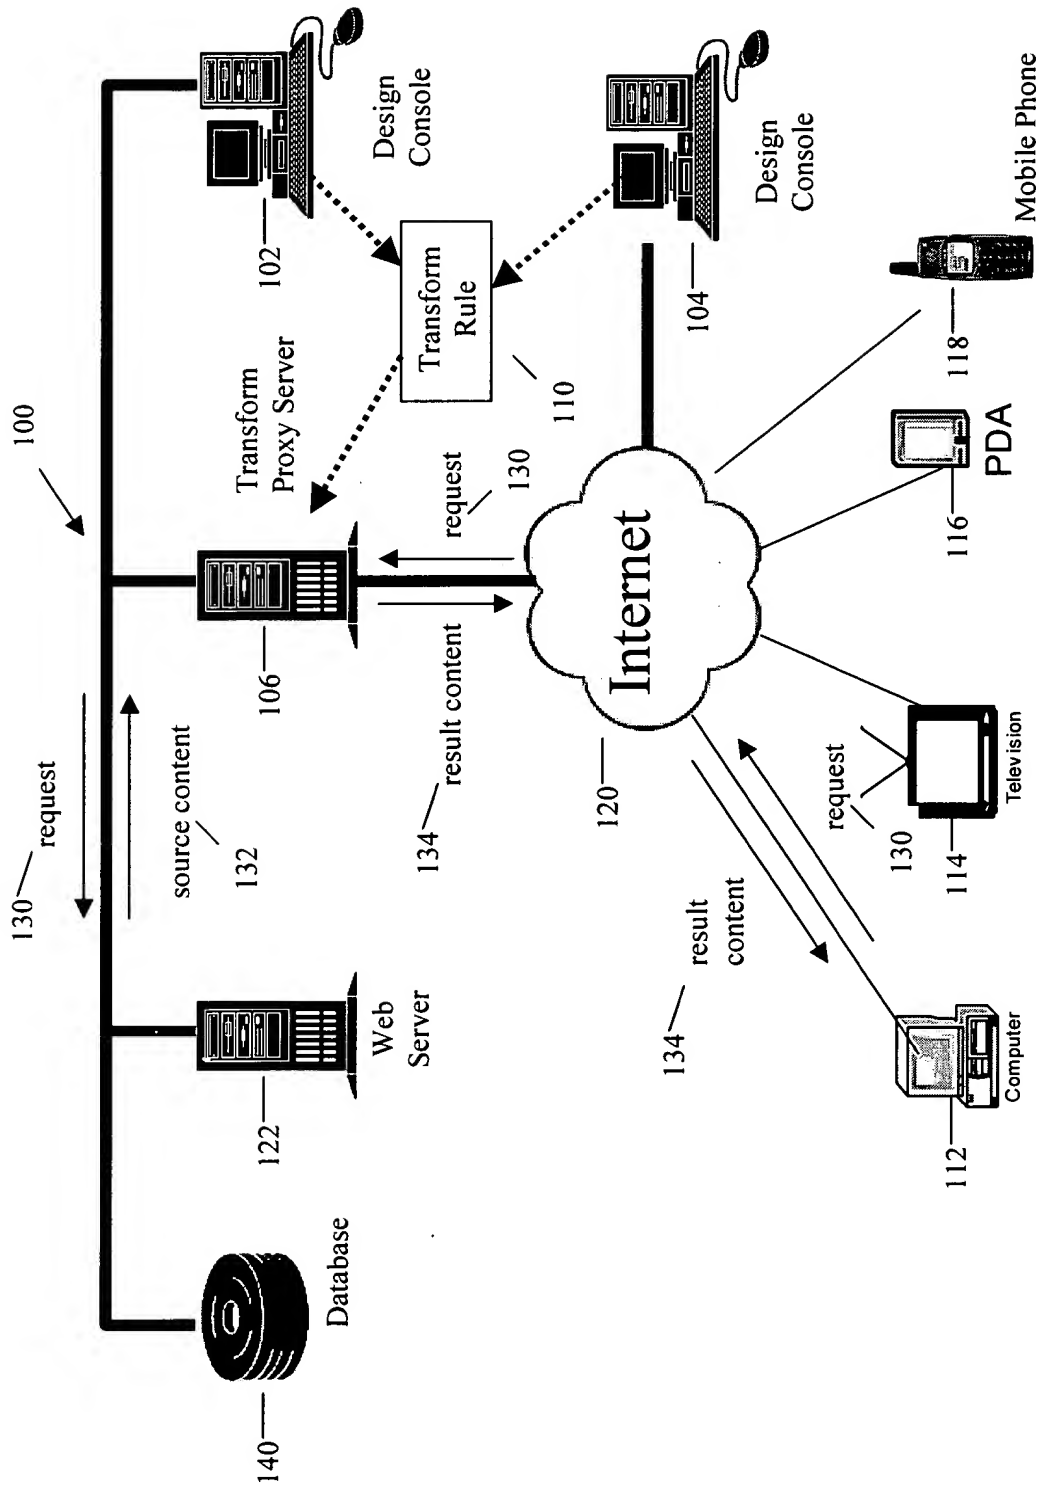 100
130
request
source content
132
Transform
Proxy Server
140
122
106
102
Database
Web
Server
Design
Console
134
result content
request
130
Transform
Rule
110
120
Internet
104
Design
Console
134
result
content
request
130
112
114
116
118
Computer
Television
PDA
Mobile Phone